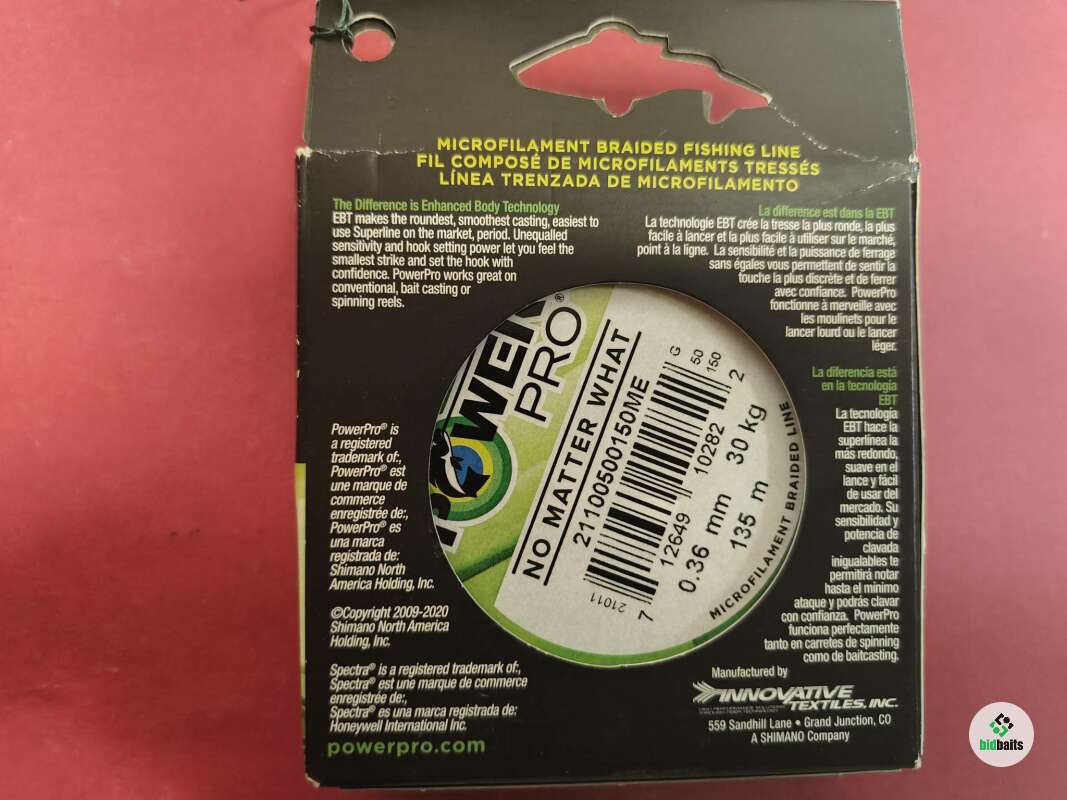 MICROFILAMENT BRAIDED FISHING LINE
FIL COMPOSÉ DE MICROFILAMENTS TRESSÉS
LÍNEA TRENZADA DE MICROFILAMENTO
The Difference is Enhanced Body Technology
EBT makes the roundest, smoothest casting, easiest to
use Superline on the market, period. Unequalled
sensitivity and hook setting power let you feel the
smallest strike and set the hook with
confidence. PowerPro works great on
conventional, bait casting or
spinning reels.
La difference est dans la EBT
La technologie EBT crée la tresse la plus ronde, la plus
facile à lancer et la plus facile à utiliser sur le marché,
point à la ligne. La sensibilité et la puissance de ferrage
sans égales vous permettent de sentir la
touche la plus discrète et de ferrer
avec confiance. PowerPro
fonctionne à merveille avec
les moulinets pour le
lancer lourd ou le lancer
léger.
La diferencia está
en la tecnología
EBT
La tecnología
EBT hace la
superlínea la
más redondo,
suave en el
lance y fácil
de usar del
mercado. Su
sensibilidad y
potencia de
clavada
inigualables te
permitirá notar
hasta el mínimo
ataque y podrás clavar
con confianza. PowerPro
funciona perfectamente
tanto en carretes de spinning
como de baitcasting.
POWER
PRO®
NO MATTER WHAT
21100500150ME
G 50 150
21011
7 12649 10282 2
0.36 mm 30 kg
135 m
MICROFILAMENT BRAIDED LINE
PowerPro® is
a registered
trademark of:,
PowerPro® est
une marque de
commerce
enregistrée de:,
PowerPro® es
una marca
registrada de:
Shimano North
America Holding, Inc.
©Copyright 2009-2020
Shimano North America
Holding, Inc.
Spectra® is a registered trademark of:,
Spectra® est une marque de commerce
enregistrée de:,
Spectra® es una marca registrada de:
Honeywell International Inc.
powerpro.com
Manufactured by
INNOVATIVE
TEXTILES, INC.
559 Sandhill Lane • Grand Junction, CO
A SHIMANO Company
bidbaits